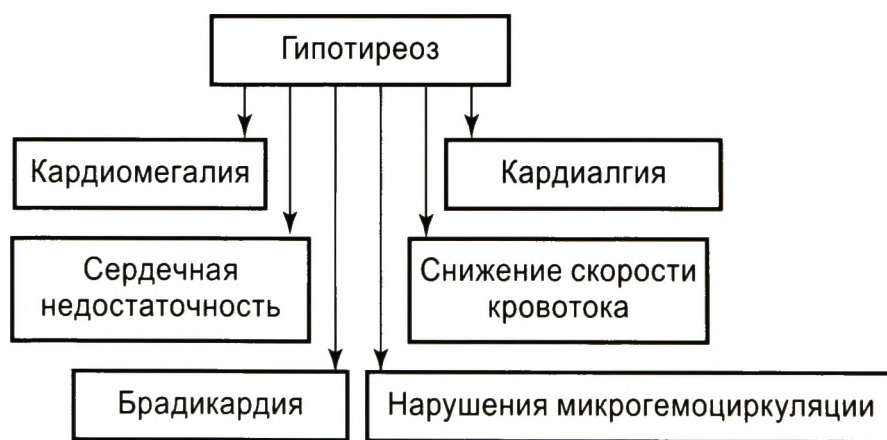 Гипотиреоз
Кардиомегалия
Кардиалгия
Сердечная
недостаточность
Снижение скорости
кровотока
Брадикардия
Нарушения микрогемоциркуляции